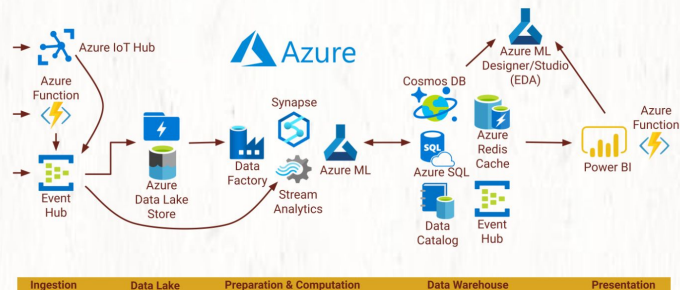 Azure IoT Hub
Azure
Function
Event
Hub
Azure
Azure
Data Lake
Store
Data
Factory
Synapse
Stream
Analytics
Azure ML
Cosmos DB
SQL
Azure SQL
Azure
Redis
Cache
Data
Catalog
Event
Hub
Azure ML
Designer/Studio
(EDA)
Power BI
Azure
Function
Ingestion
Data Lake
Preparation & Computation
Data Warehouse
Presentation